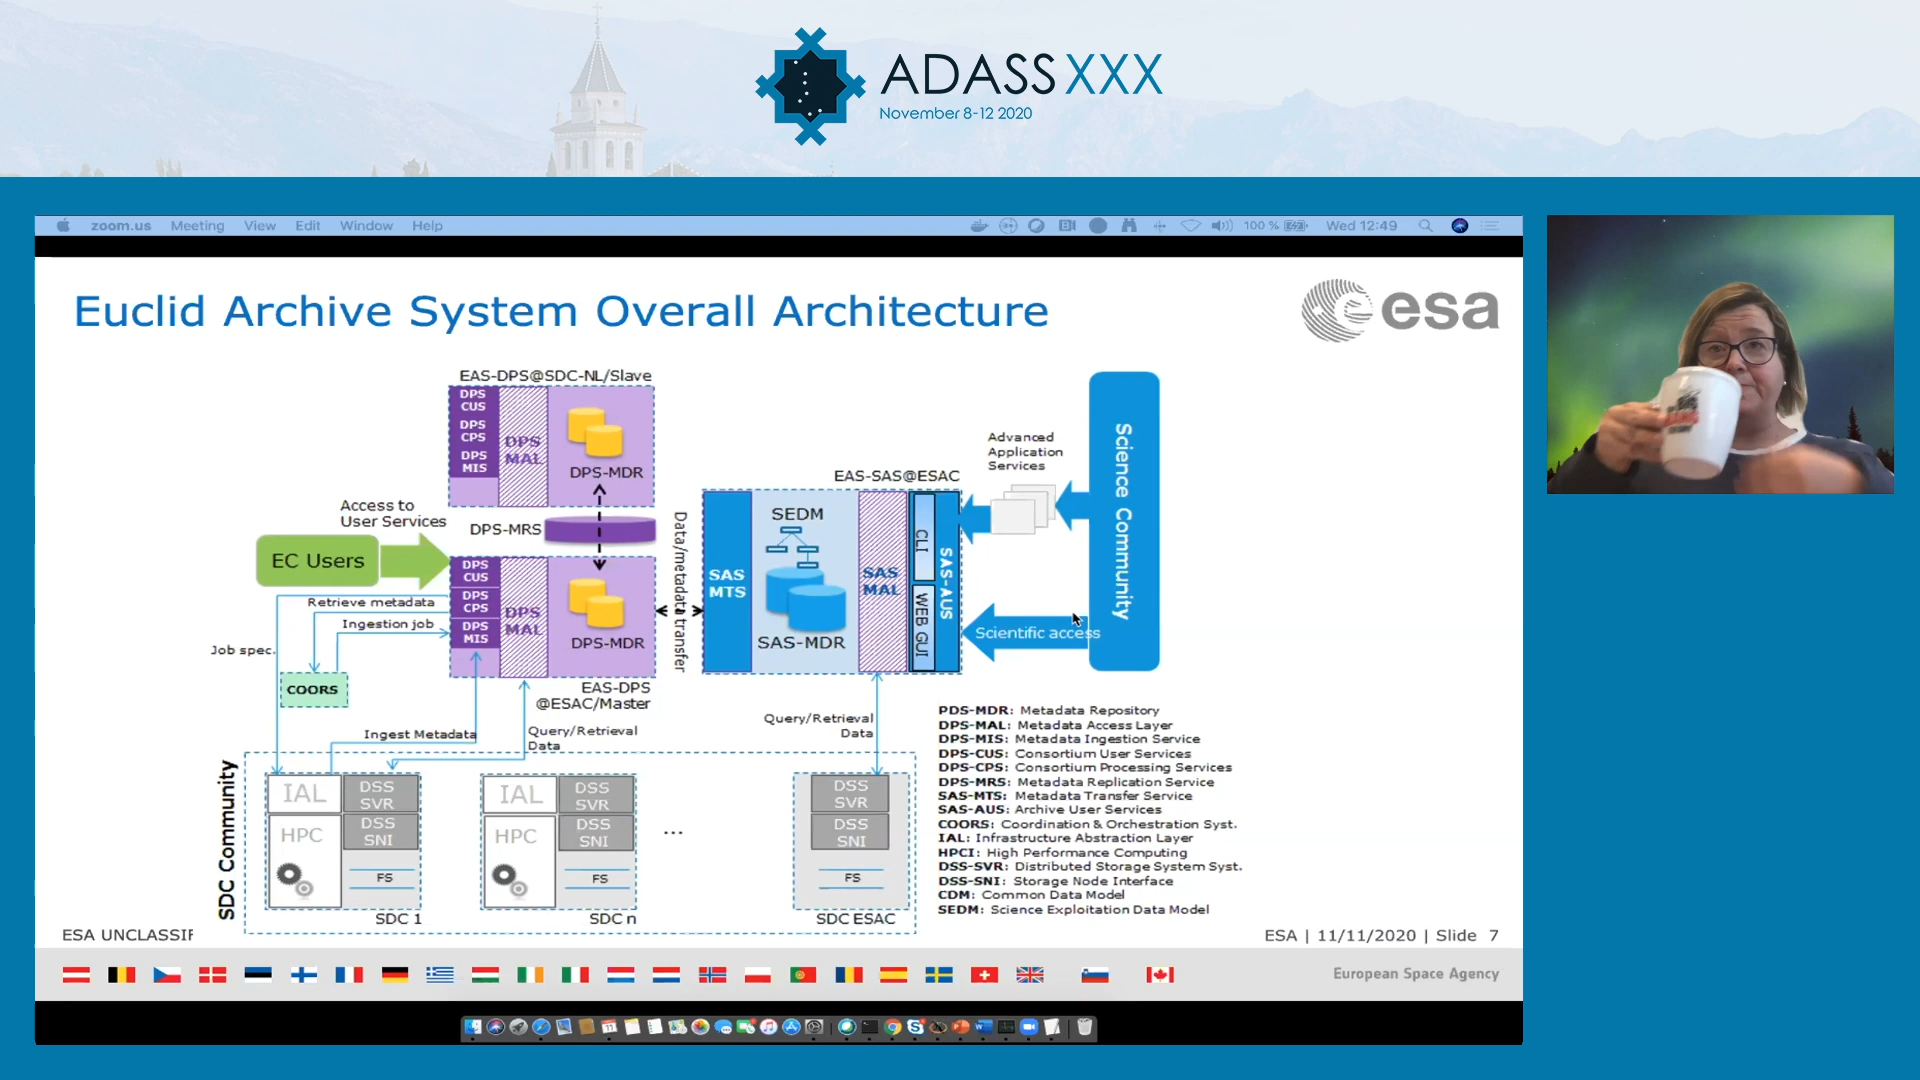 ADASS XXX
November 8-12 2020
zoom.us Meeting View Edit Window Help
100 % Wed 12:49
Euclid Archive System Overall Architecture
esa
EAS-DPS@SDC-NL/Slave
DPS
CUS
DPS
CPS
DPS
MIS
DPS
MAL
DPS-MDR
Access to
User Services
EC Users
DPS-MRS
Data/metadata transfer
DPS
CUS
DPS
CPS
DPS
MIS
DPS
MAL
DPS-MDR
EAS-DPS
@ESAC/Master
Retrieve metadata
Ingestion job
Job spec.
COORS
Ingest Metadata
Query/Retrieval
Data
EAS-SAS@ESAC
SAS
MTS
SEDM
SAS-MDR
SAS
MAL
CLI
WEB GUI
SAS-AUS
Advanced
Application
Services
Scientific access
Science Community
Query/Retrieval
Data
SDC Community
IAL
DSS
SVR
HPC
DSS
SNI
FS
SDC 1
IAL
DSS
SVR
HPC
DSS
SNI
FS
SDC n
...
DSS
SVR
DSS
SNI
FS
SDC ESAC
PDS-MDR: Metadata Repository
DPS-MAL: Metadata Access Layer
DPS-MIS: Metadata Ingestion Service
DPS-CUS: Consortium User Services
DPS-CPS: Consortium Processing Services
DPS-MRS: Metadata Replication Service
SAS-MTS: Metadata Transfer Service
SAS-AUS: Archive User Services
COORS: Coordination & Orchestration Syst.
IAL: Infrastructure Abstraction Layer
HPCI: High Performance Computing
DSS-SVR: Distributed Storage System Syst.
DSS-SNI: Storage Node Interface
CDM: Common Data Model
SEDM: Science Exploitation Data Model
ESA UNCLASSIF
ESA | 11/11/2020 | Slide 7
European Space Agency